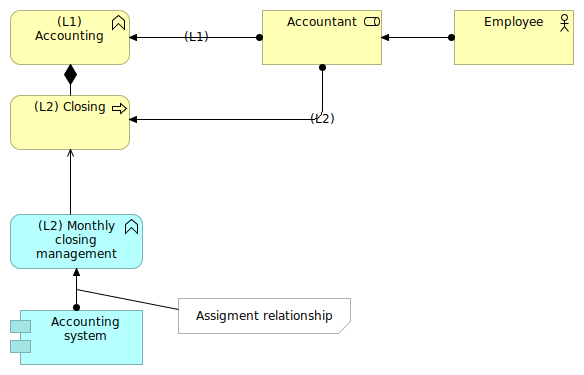 (L1)
Accounting
(L1)
Accountant
Employee
(L2) Closing
(L2)
(L2) Monthly
closing
management
Assigment relationship
Accounting
system